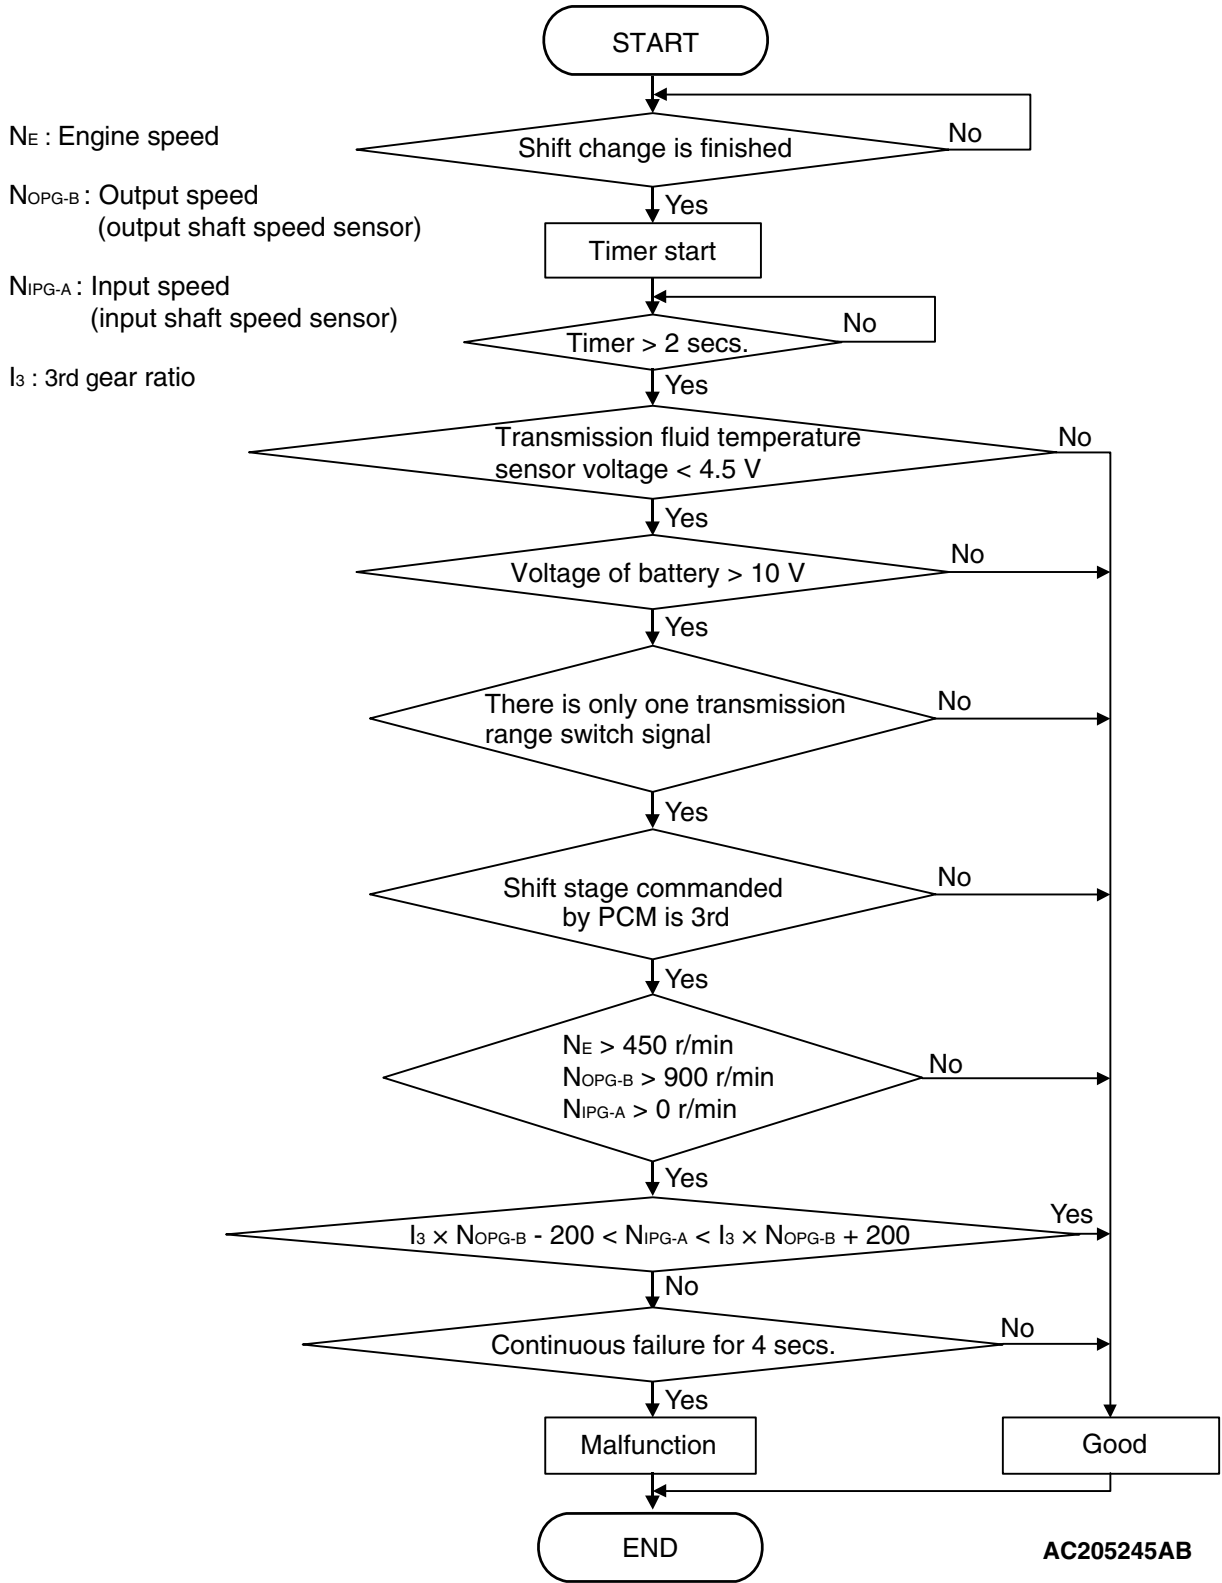 START
Shift change is finished
No
Yes
NE : Engine speed
NOPG-B : Output speed
(output shaft speed sensor)
NIPG-A : Input speed
(input shaft speed sensor)
I3 : 3rd gear ratio
Timer start
Timer > 2 secs.
No
Yes
Transmission fluid temperature
sensor voltage < 4.5 V
No
Yes
Voltage of battery > 10 V
No
Yes
There is only one transmission
range switch signal
No
Yes
Shift stage commanded
by PCM is 3rd
No
Yes
NE > 450 r/min
NOPG-B > 900 r/min
NIPG-A > 0 r/min
No
Yes
I3 × NOPG-B - 200 < NIPG-A < I3 × NOPG-B + 200
Yes
No
Continuous failure for 4 secs.
No
Yes
Malfunction
Good
END
AC205245AB